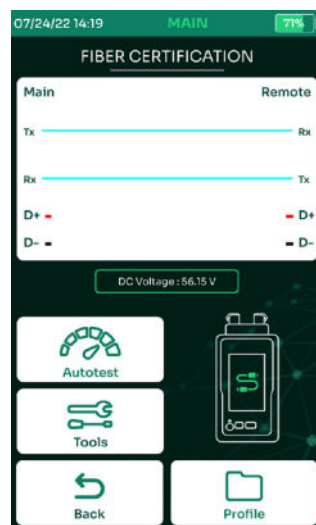 07/24/22 14:19 MAIN 71%
FIBER CERTIFICATION
Main Remote
Tx Rx
Rx Tx
D+ D+
D- D-
DC Voltage : 56.15 V
Autotest
Tools
Back Profile